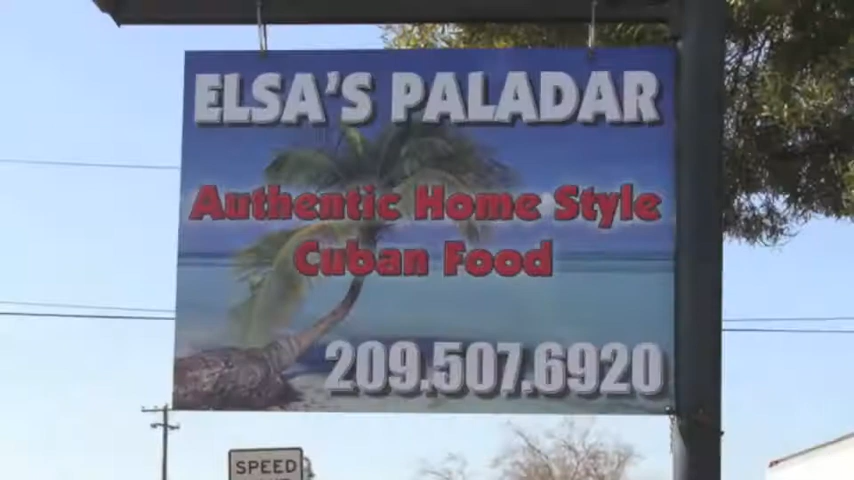 ELSA'S PALADAR
Authentic Home Style
Cuban Food
209.507.6920
SPEED